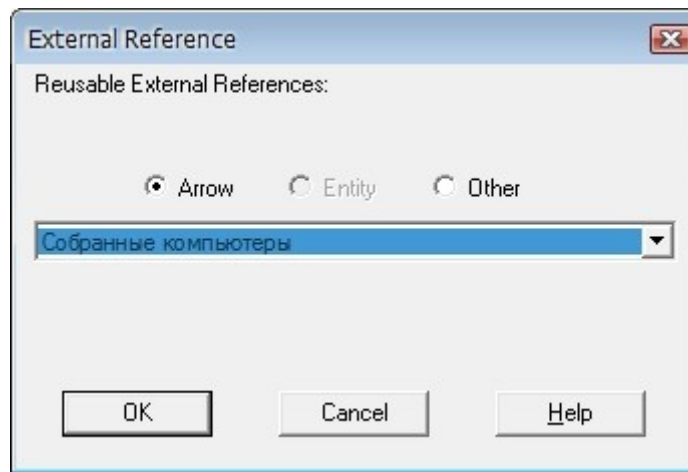 External Reference
Reusable External References:
Arrow Entity Other
Собранные компьютеры
OK Cancel Help